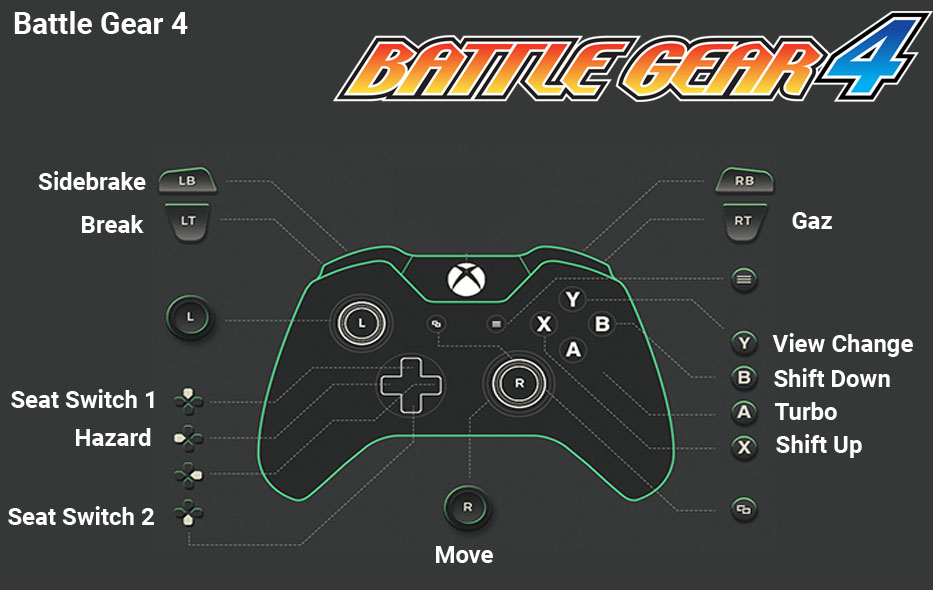 Battle Gear 4
BATTLE GEAR 4
Sidebrake
LB
RB
Break
LT
RT
Gaz
L
L
Y
X
B
A
Y
View Change
R
B
Shift Down
Seat Switch 1
A
Turbo
Hazard
X
Shift Up
Seat Switch 2
R
Move